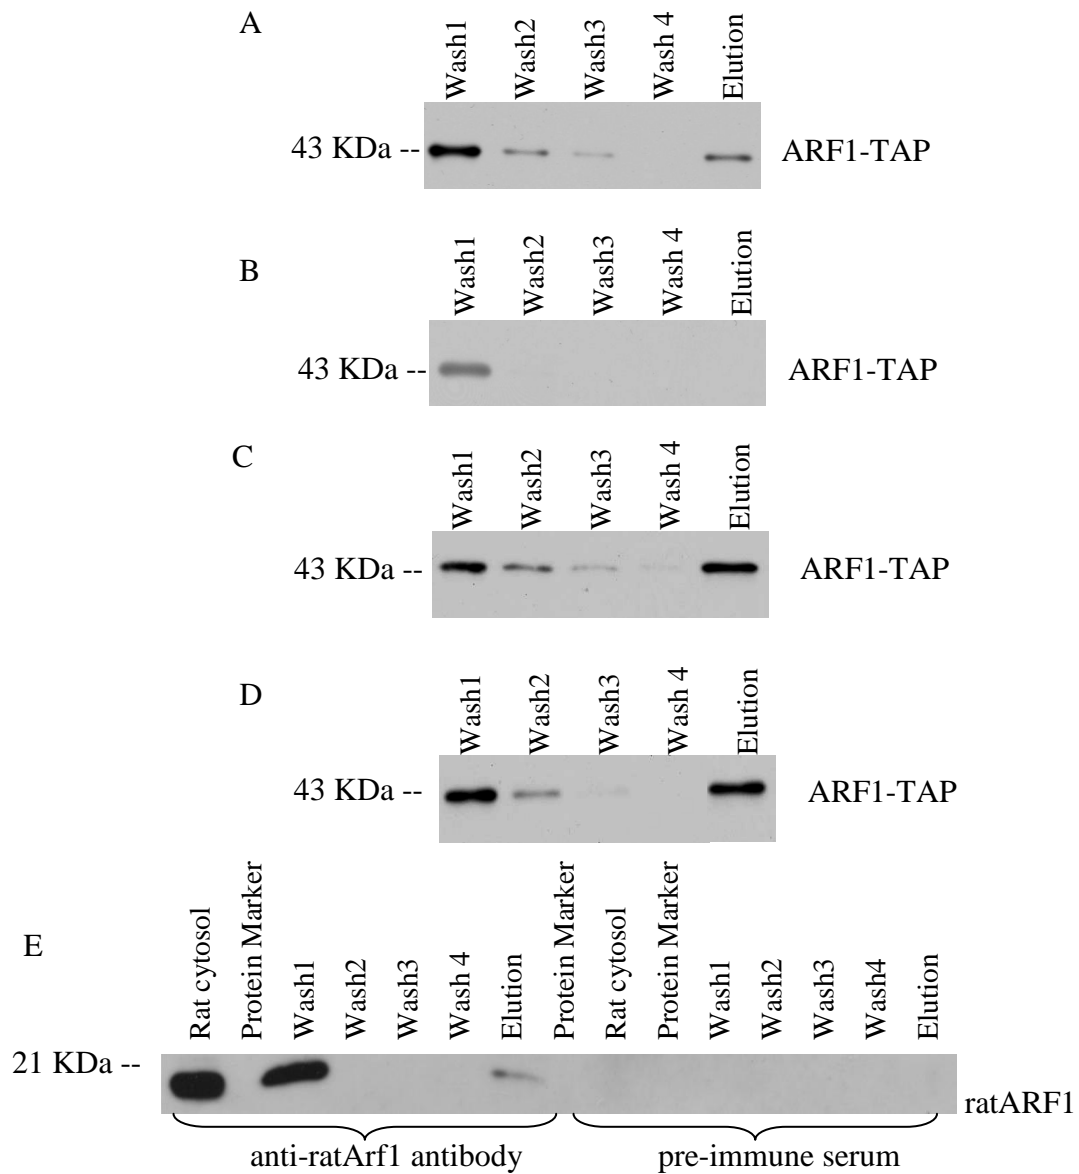 A
Wash1
Wash2
Wash3
Wash 4
Elution
43 KDa --
ARF1-TAP
B
Wash1
Wash2
Wash3
Wash 4
Elution
43 KDa --
ARF1-TAP
C
Wash1
Wash2
Wash3
Wash 4
Elution
43 KDa --
ARF1-TAP
D
Wash1
Wash2
Wash3
Wash 4
Elution
43 KDa --
ARF1-TAP
E
Rat cytosol
Protein Marker
Wash1
Wash2
Wash3
Wash 4
Elution
Protein Marker
Rat cytosol
Protein Marker
Wash1
Wash2
Wash3
Wash4
Elution
21 KDa --
ratARF1
anti-ratArf1 antibody
pre-immune serum